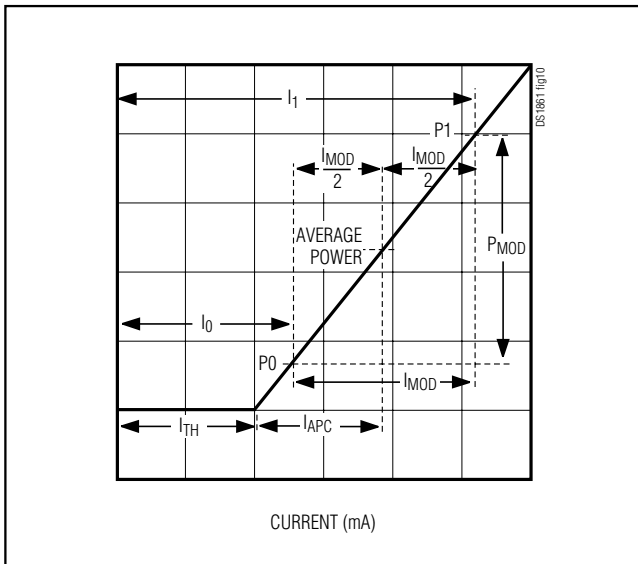 DS1861 fig10
I1
P1
IMOD
2
IMOD
2
AVERAGE
POWER
PMOD
I0
P0
IMOD
ITH
IAPC
CURRENT (mA)